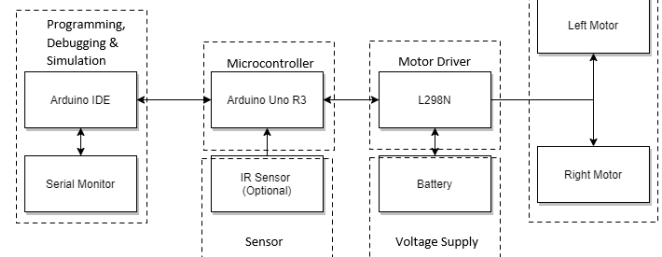 Programming,
Debugging &
Simulation
Arduino IDE
Serial Monitor
Microcontroller
Arduino Uno R3
IR Sensor
(Optional)
Sensor
Motor Driver
L298N
Battery
Voltage Supply
Left Motor
Right Motor